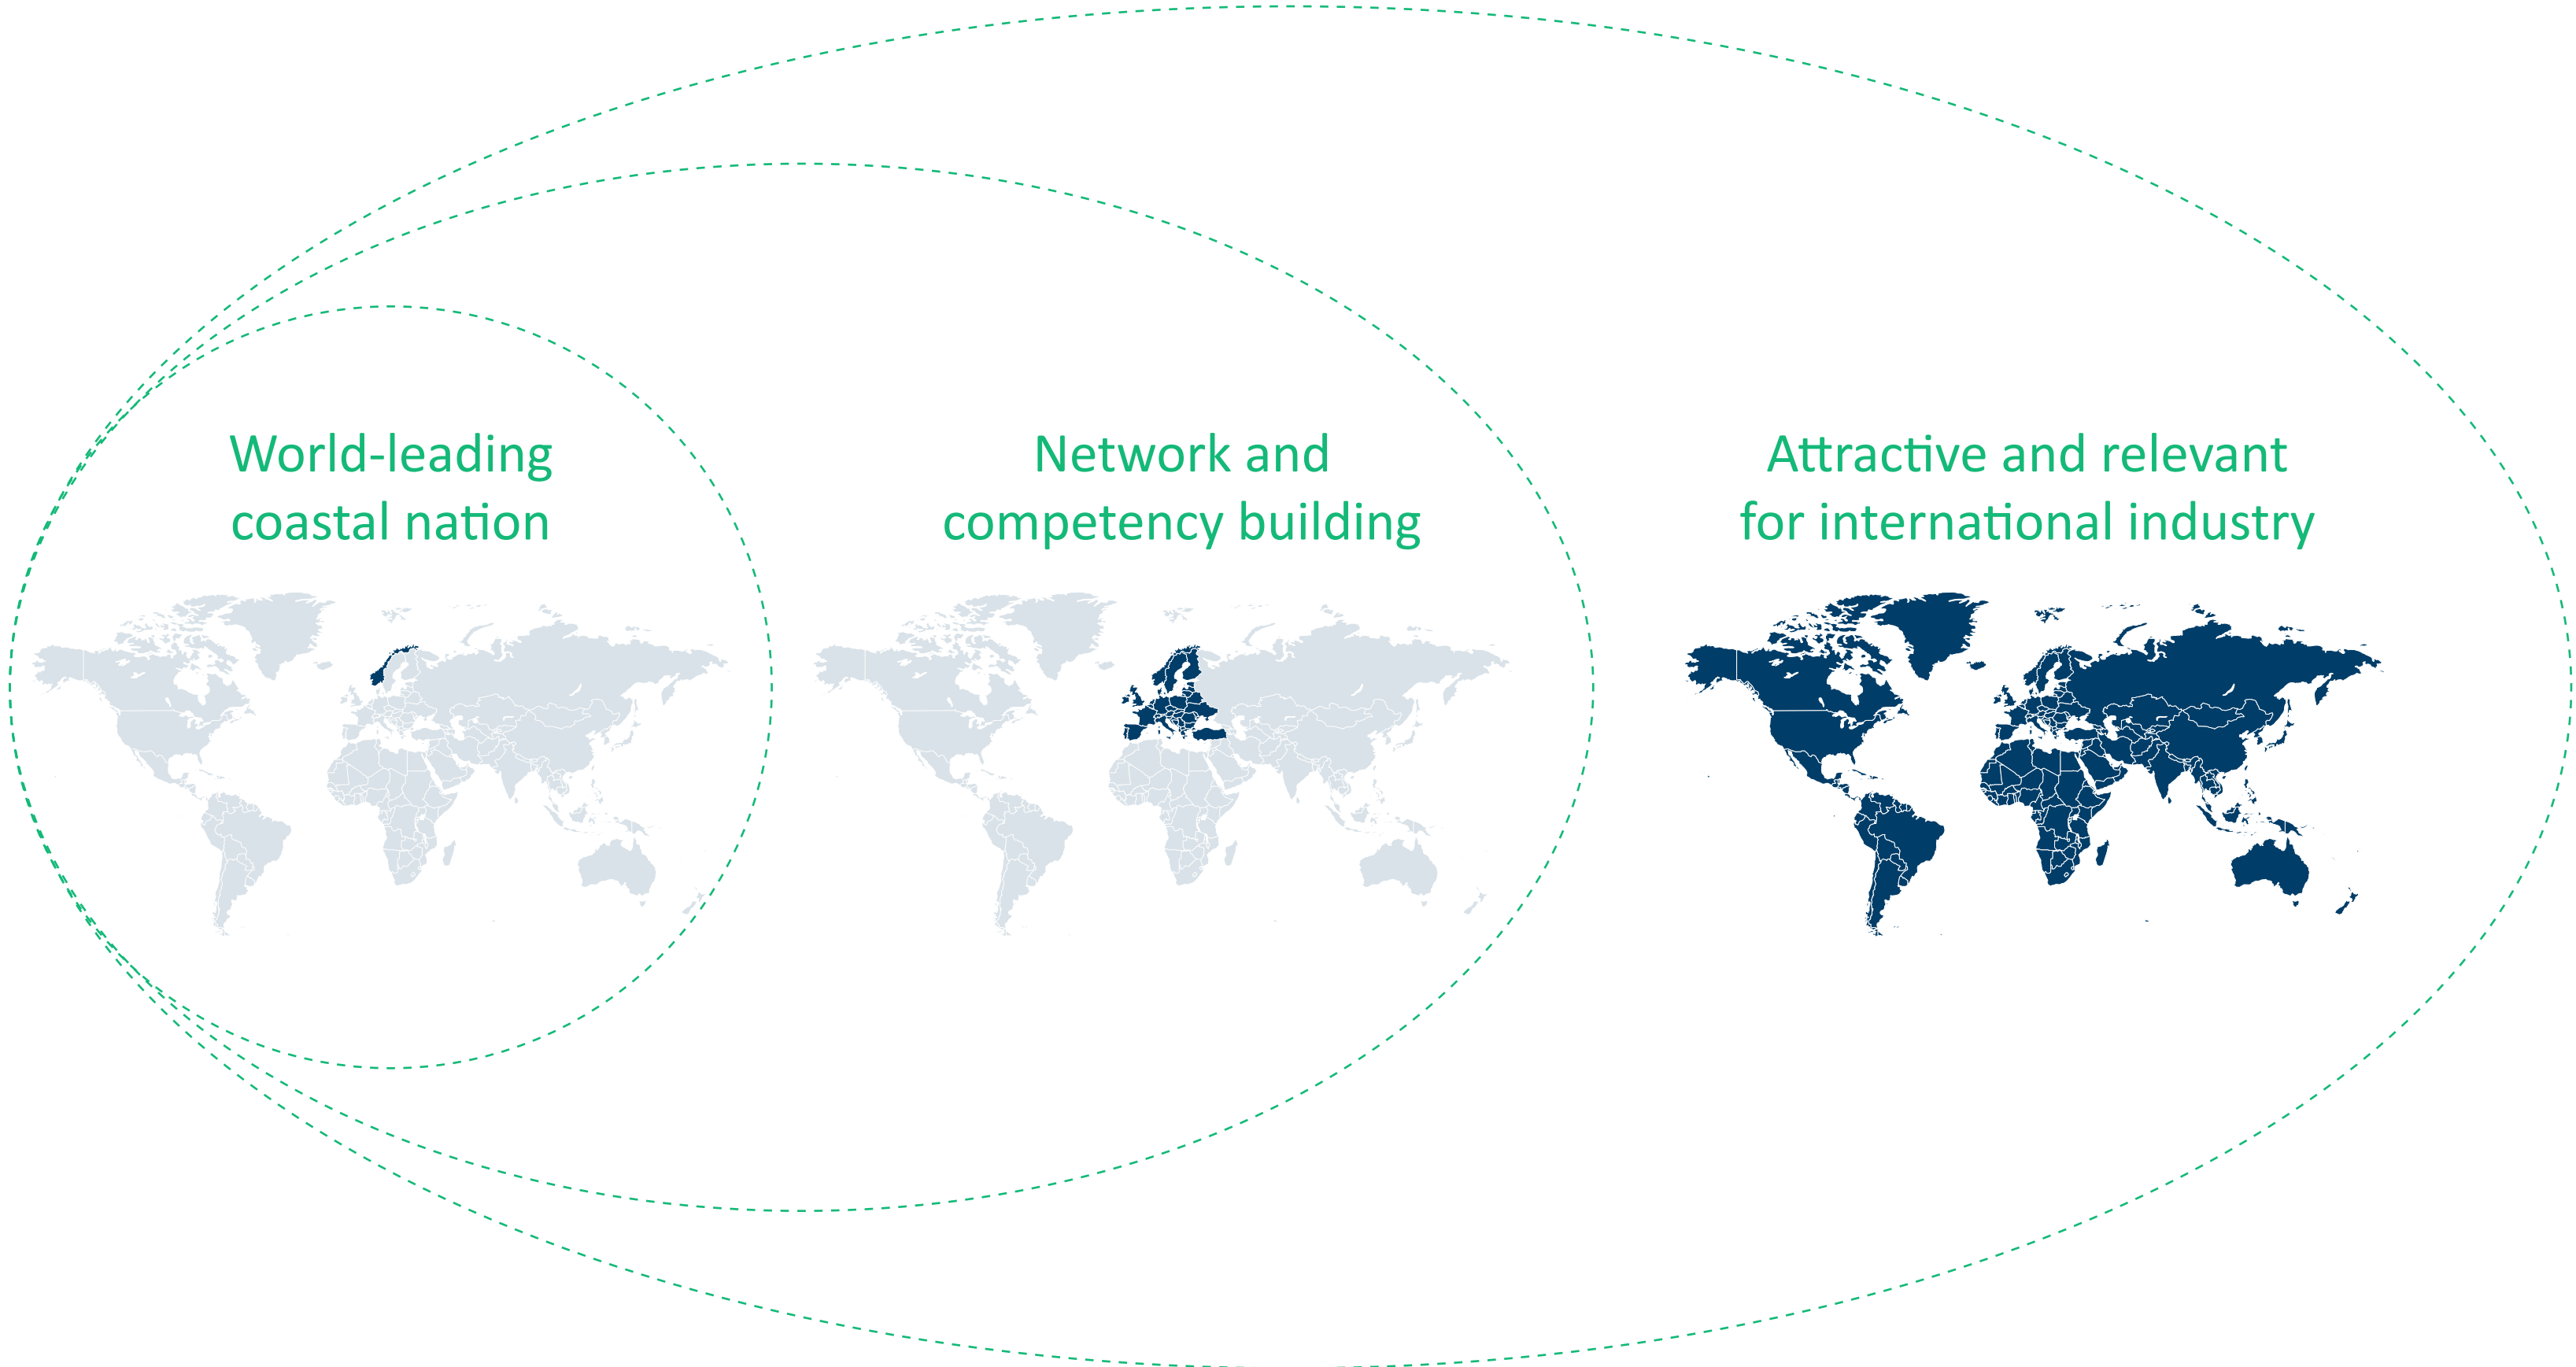 World-leading
coastal nation
Network and
competency building
Attractive and relevant
for international industry